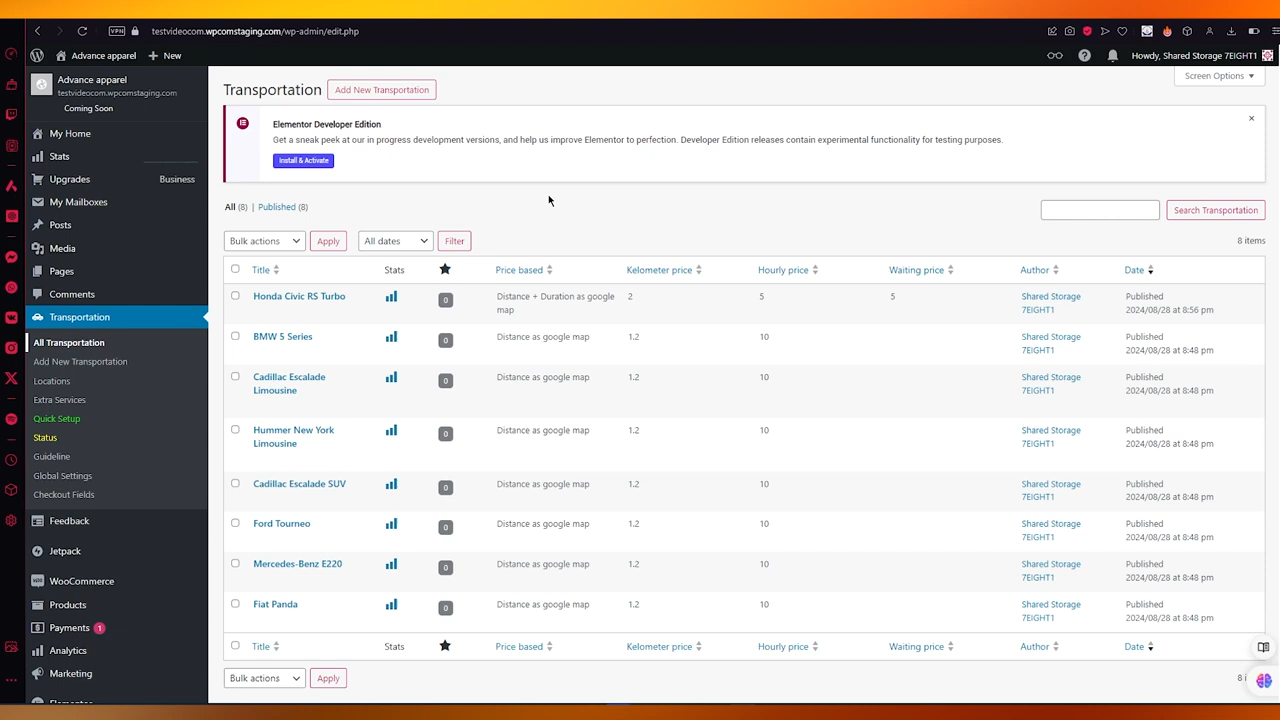 VPN
testvideocom.wpcomstaging.com/wp-admin/edit.php
Advance apparel
New
Howdy, Shared Storage 7EIGHT1
Advance apparel
testvideocom.wpcomstaging.com
Coming Soon
My Home
Stats
Upgrades
Business
My Mailboxes
Posts
Media
Pages
Comments
Transportation
All Transportation
Add New Transportation
Locations
Extra Services
Quick Setup
Status
Guideline
Global Settings
Checkout Fields
Feedback
Jetpack
WooCommerce
Products
Payments 1
Analytics
Marketing
Screen Options
Transportation
Add New Transportation
Elementor Developer Edition
Get a sneak peek at our in progress development versions, and help us improve Elementor to perfection. Developer Edition releases contain experimental functionality for testing purposes.
Install & Activate
All (8) | Published (8)
Search Transportation
Bulk actions
Apply
All dates
Filter
8 items
Title Stats Price based Kelometer price Hourly price Waiting price Author Date
Honda Civic RS Turbo 0 Distance + Duration as google map 2 5 5 Shared Storage 7EIGHT1 Published 2024/08/28 at 8:56 pm
BMW 5 Series 0 Distance as google map 1.2 10 Shared Storage 7EIGHT1 Published 2024/08/28 at 8:48 pm
Cadillac Escalade Limousine 0 Distance as google map 1.2 10 Shared Storage 7EIGHT1 Published 2024/08/28 at 8:48 pm
Hummer New York Limousine 0 Distance as google map 1.2 10 Shared Storage 7EIGHT1 Published 2024/08/28 at 8:48 pm
Cadillac Escalade SUV 0 Distance as google map 1.2 10 Shared Storage 7EIGHT1 Published 2024/08/28 at 8:48 pm
Ford Tourneo 0 Distance as google map 1.2 10 Shared Storage 7EIGHT1 Published 2024/08/28 at 8:48 pm
Mercedes-Benz E220 0 Distance as google map 1.2 10 Shared Storage 7EIGHT1 Published 2024/08/28 at 8:48 pm
Fiat Panda 0 Distance as google map 1.2 10 Shared Storage 7EIGHT1 Published 2024/08/28 at 8:48 pm
Title Stats Price based Kelometer price Hourly price Waiting price Author Date
Bulk actions
Apply
8